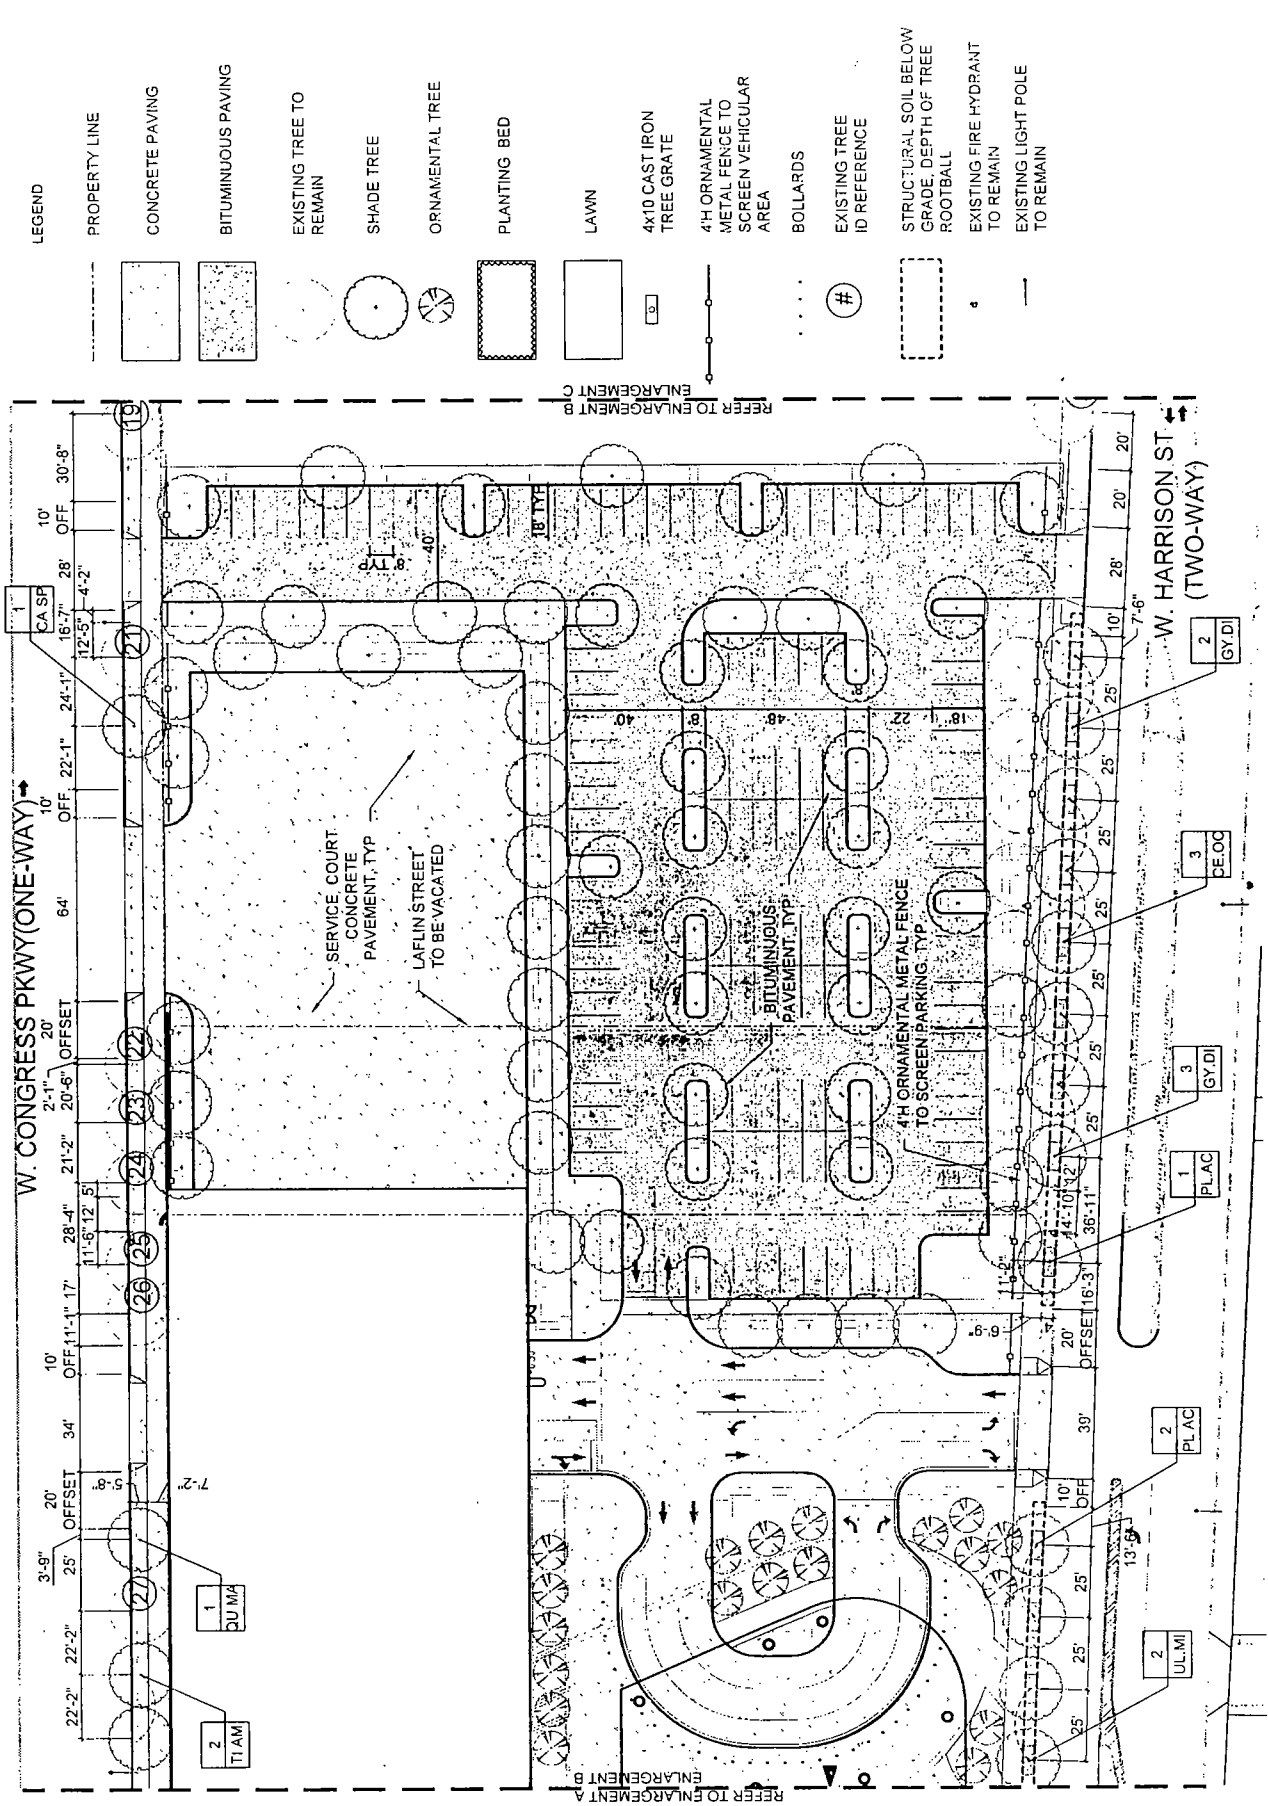 LEGEND
PROPERTY LINE
CONCRETE PAVING
BITUMINUOUS PAVING
EXISTING TREE TO
REMAIN
SHADE TREE
ORNAMENTAL TREE
PLANTING BED
LAWN
4x10 CAST IRON
TREE GRATE
4'H ORNAMENTAL
METAL FENCE TO
SCREEN VEHICULAR
AREA
BOLLARDS
#
EXISTING TREE
ID REFERENCE
STRUCTURAL SOIL BELOW
GRADE, DEPTH OF TREE
ROOTBALL
EXISTING FIRE HYDRANT
TO REMAIN
EXISTING LIGHT POLE
TO REMAIN
REFER TO ENLARGEMENT B
ENLARGEMENT C
REFER TO ENLARGEMENT A
ENLARGEMENT B
W. CONGRESS PKWY(ONE-WAY)
22'-2"
22'-2"
25'
3'-9"
20'
OFFSET
34'
10'
OFF
11'-1"
17'
28'-4"
11'-6"
12'
5'
21'-2"
20'-6"
2'-1"
20'
OFFSET
64'
10'
OFF
22'-1"
24'-1"
16'-7"
12'-5"
4'-2"
28'
10'
OFF
30'-8"
5'-8"
7'-2"
27
26
25
24
23
22
21
19
2
TI AM
1
QU MA
1
CA.SP
SERVICE COURT
CONCRETE
PAVEMENT, TYP
LAFLIN STREET
TO BE VACATED
8' TYP
40'
18' TYP
40'
8'
48'
8'
22'
18'
BITUMINUOUS
PAVEMENT, TYP
4'H ORNAMENTAL METAL FENCE
TO SCREEN PARKING, TYP
11'-2"
14'-10"
12'
6'-9"
25'
25'
25'
10'
OFF
13'-6"
39'
20'
OFFSET
16'-3"
36'-11"
25'
25'
25'
25'
25'
25'
25'
10'
7'-6"
28'
20'
20'
2
UL.MI
2
PL.AC
1
PL.AC
3
GY.DI
3
CE.OC
2
GY.DI
W. HARRISON ST
(TWO-WAY)